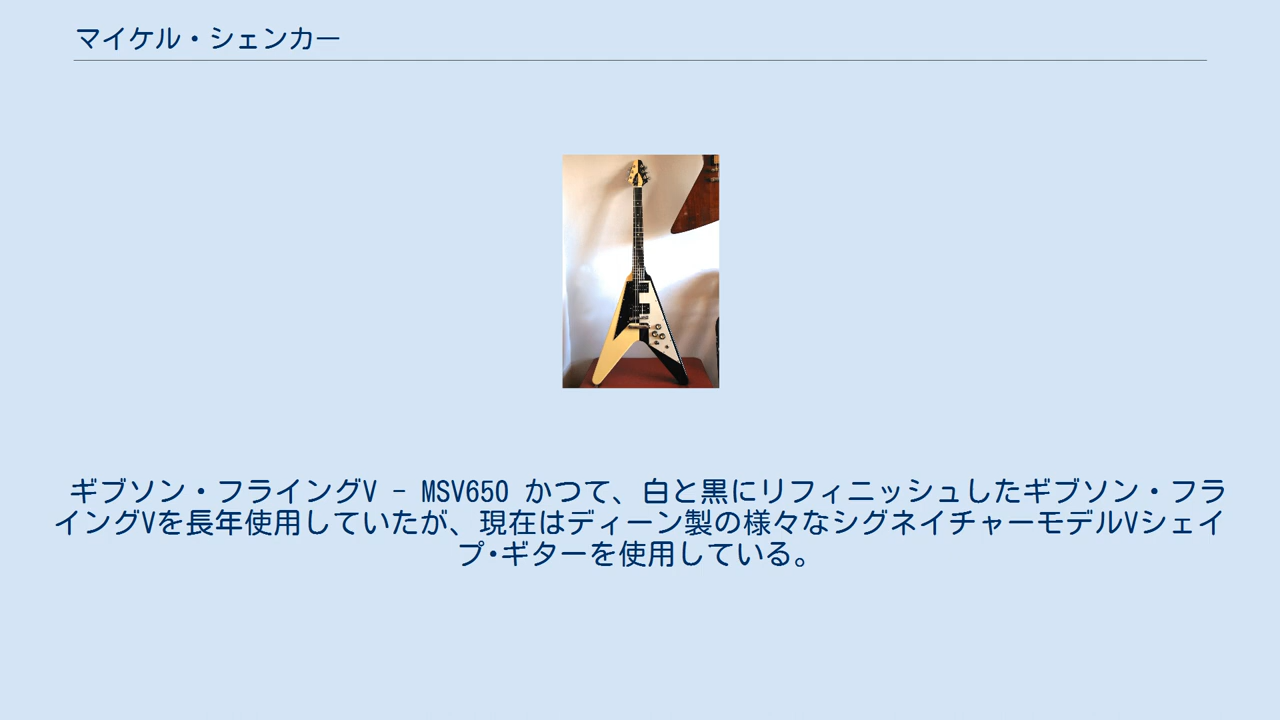 マイケル・シェンカー
ギブソン・フライングV - MSV650 かつて、白と黒にリフィニッシュしたギブソン・フラ
イングVを長年使用していたが、現在はディーン製の様々なシグネイチャーモデルVシェイ
プ・ギターを使用している。